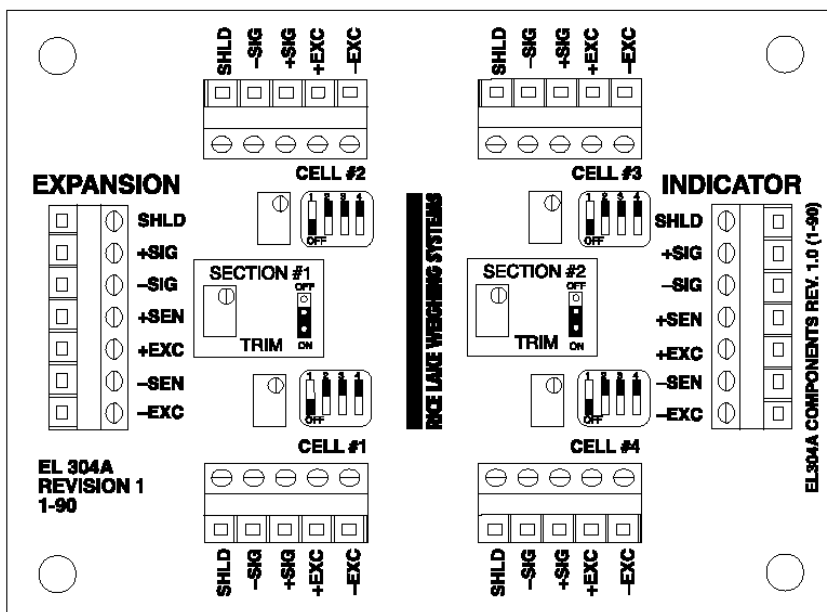 SHLD –SIG +SIG +EXC –EXC
SHLD –SIG +SIG +EXC –EXC
CELL #2
CELL #3
EXPANSION
INDICATOR
1 2 3 4
OFF
1 2 3 4
OFF
SHLD
+SIG
–SIG
+SEN
+EXC
–SEN
–EXC
SECTION #1
OFF
TRIM
ON
RICE LAKE WEIGHING SYSTEMS
SECTION #2
OFF
TRIM
ON
SHLD
+SIG
–SIG
+SEN
+EXC
–SEN
–EXC
EL304A COMPONENTS REV. 1.0 (1-90)
1 2 3 4
OFF
1 2 3 4
OFF
CELL #1
CELL #4
EL 304A
REVISION 1
1-90
SHLD –SIG +SIG +EXC –EXC
SHLD –SIG +SIG +EXC –EXC